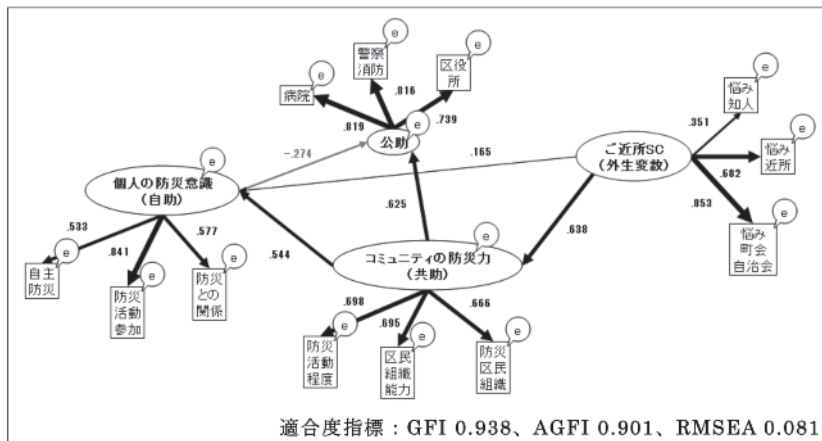 e
警察
消防
e
区役
所
e
病院
.816
.819
.739
公助
e
悩み
知人
e
.351
ご近所SC
(外生変数)
悩み
近所
e
.682
.853
悩み
町会
自治会
e
-.274
.165
個人の防災意識
(自助)
e
.625
.638
.544
.533
.841
.577
自主
防災
e
防災
活動
参加
e
防災
との
関係
e
コミュニティの防災力
(共助)
e
.698
.695
.666
防災
活動
程度
e
区民
組織
能力
e
防災
区民
組織
e
適合度指標：GFI 0.938、AGFI 0.901、RMSEA 0.081